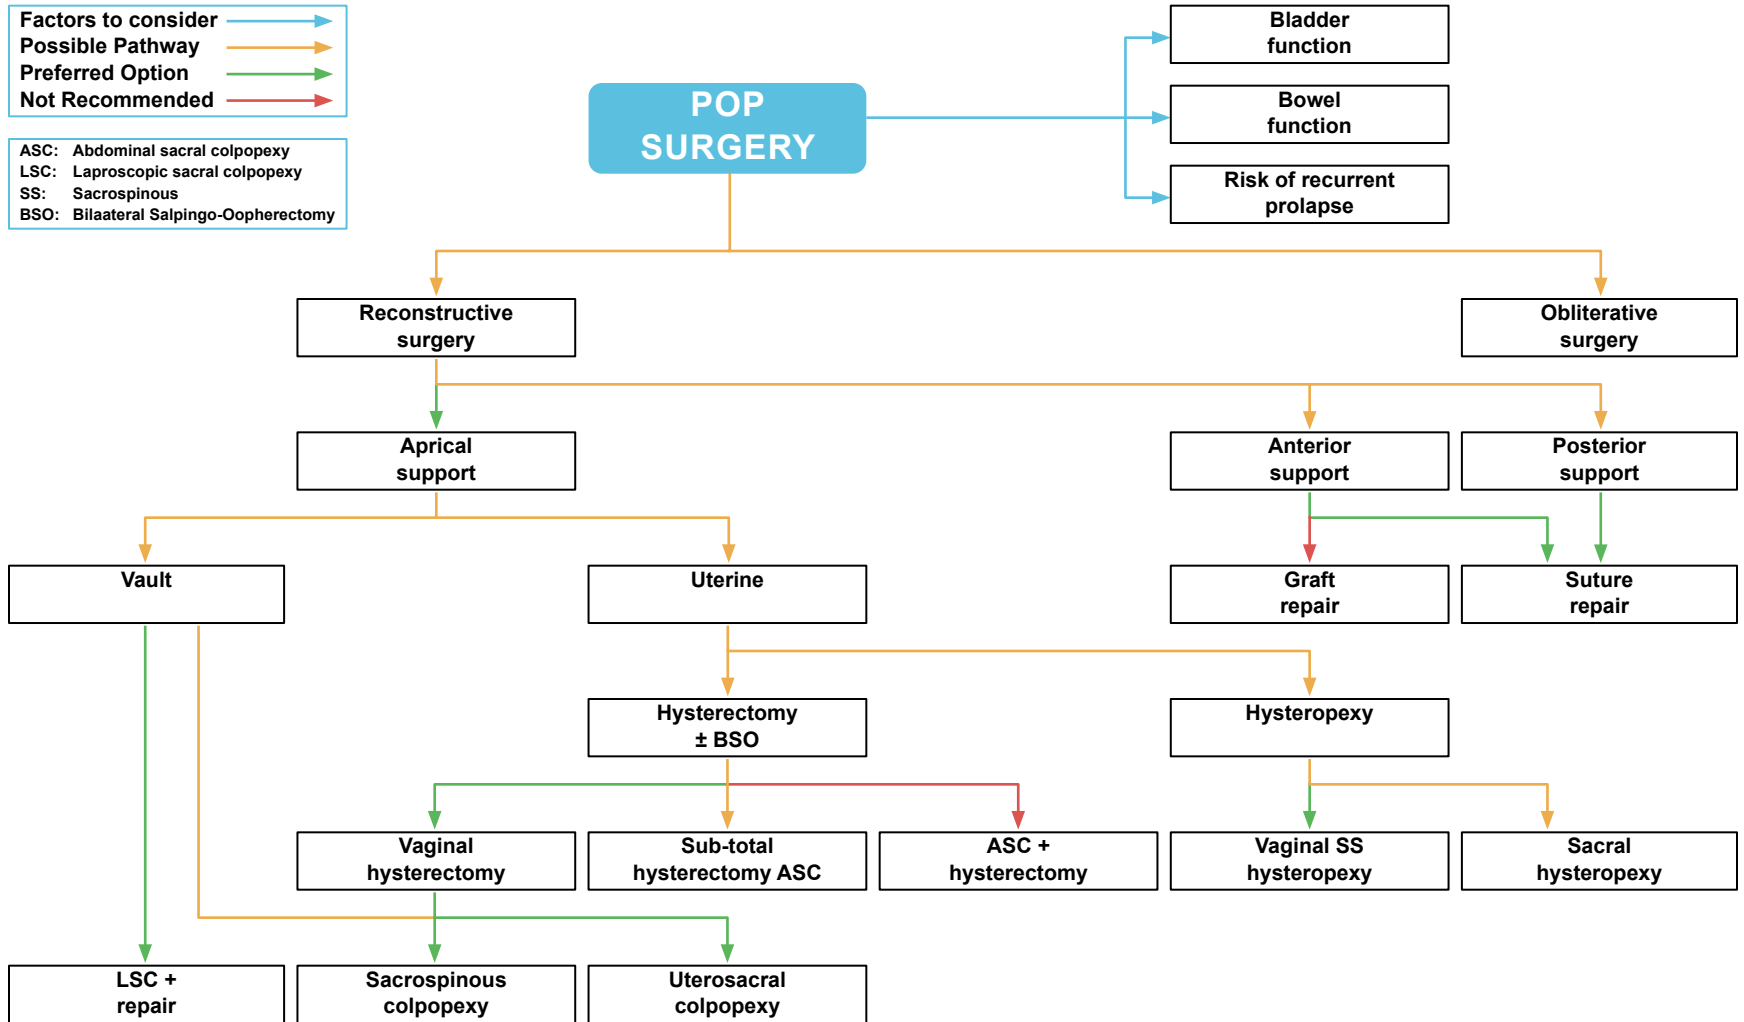 Factors to consider
Possible Pathway
Preferred Option
Not Recommended
ASC: Abdominal sacral colpopexy
LSC: Laproscopic sacral colpopexy
SS: Sacrospinous
BSO: Bilaateral Salpingo-Oopherectomy
POP
SURGERY
Bladder
function
Bowel
function
Risk of recurrent
prolapse
Reconstructive
surgery
Obliterative
surgery
Aprical
support
Anterior
support
Posterior
support
Vault
Uterine
Graft
repair
Suture
repair
Hysterectomy
± BSO
Hysteropexy
Vaginal
hysterectomy
Sub-total
hysterectomy ASC
ASC +
hysterectomy
Vaginal SS
hysteropexy
Sacral
hysteropexy
LSC +
repair
Sacrospinous
colpopexy
Uterosacral
colpopexy